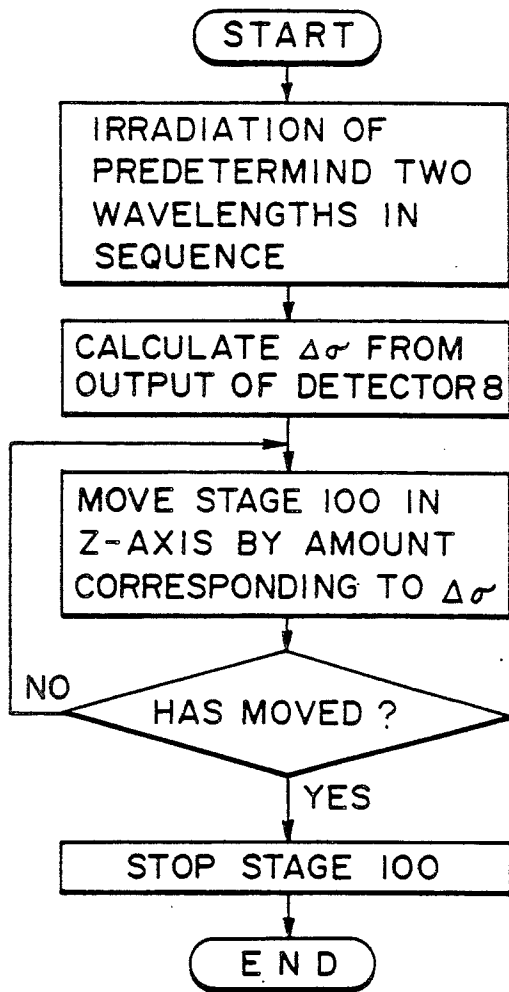 START
IRRADIATION OF
PREDETERMIND TWO
WAVELENGTHS IN
SEQUENCE
CALCULATE Δσ FROM
OUTPUT OF DETECTOR 8
MOVE STAGE 100 IN
Z-AXIS BY AMOUNT
CORRESPONDING TO Δσ
NO
HAS MOVED ?
YES
STOP STAGE 100
END